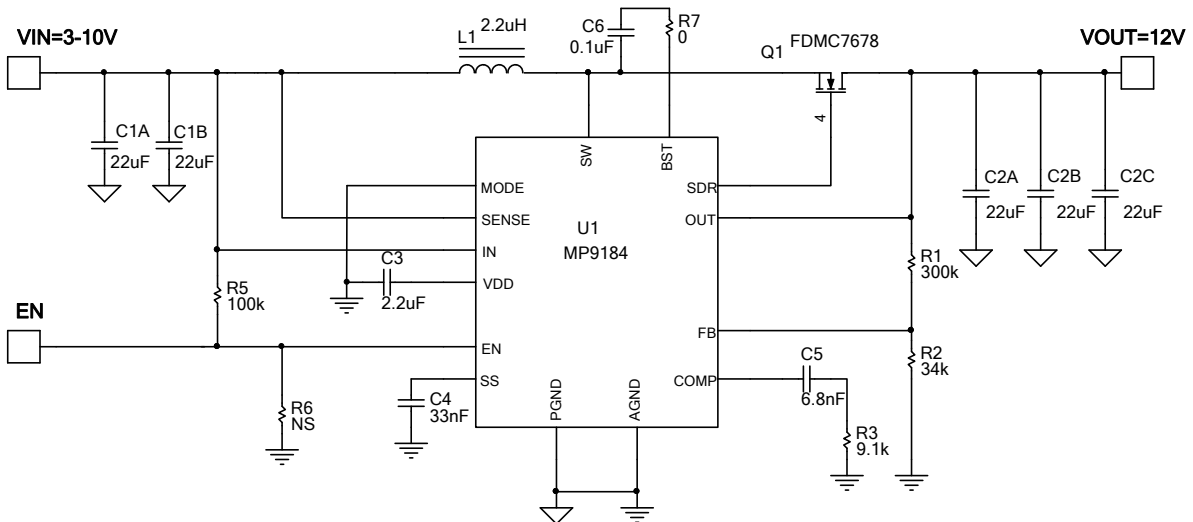 VIN=3-10V
L1
2.2uH
C6
0.1uF
R7
0
Q1
FDMC7678
VOUT=12V
C1A
22uF
C1B
22uF
4
SW
BST
MODE
SDR
C2A
22uF
C2B
22uF
C2C
22uF
SENSE
OUT
U1
MP9184
IN
R1
300k
C3
2.2uF
VDD
R5
100k
EN
FB
EN
R2
34k
C5
6.8nF
SS
COMP
C4
33nF
R6
NS
PGND
AGND
R3
9.1k